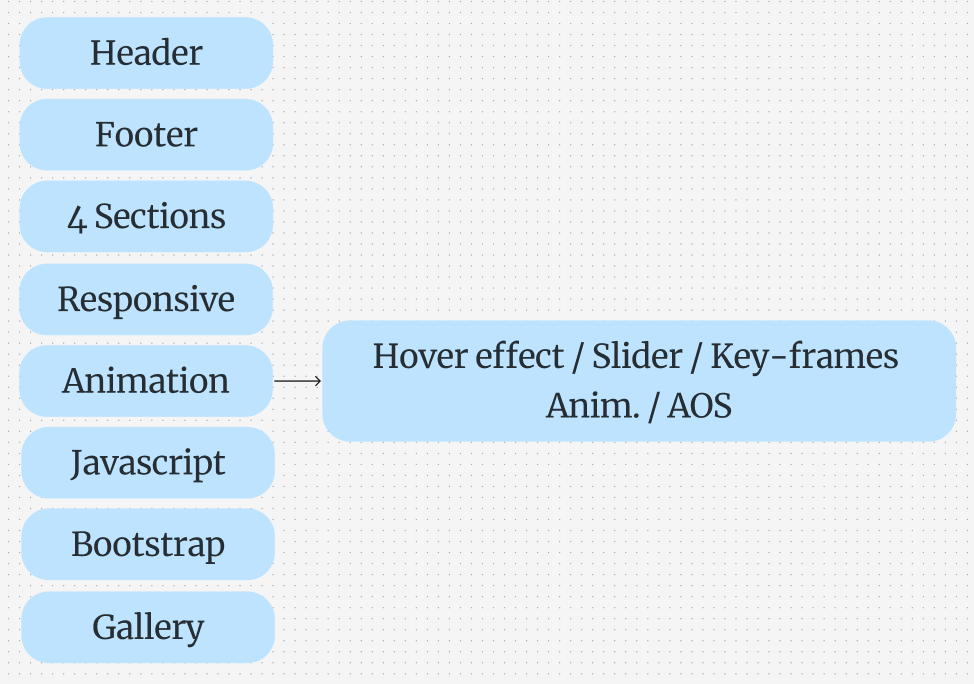 Header
Footer
4 Sections
Responsive
Animation
Hover effect / Slider / Key-frames
Anim. / AOS
Javascript
Bootstrap
Gallery